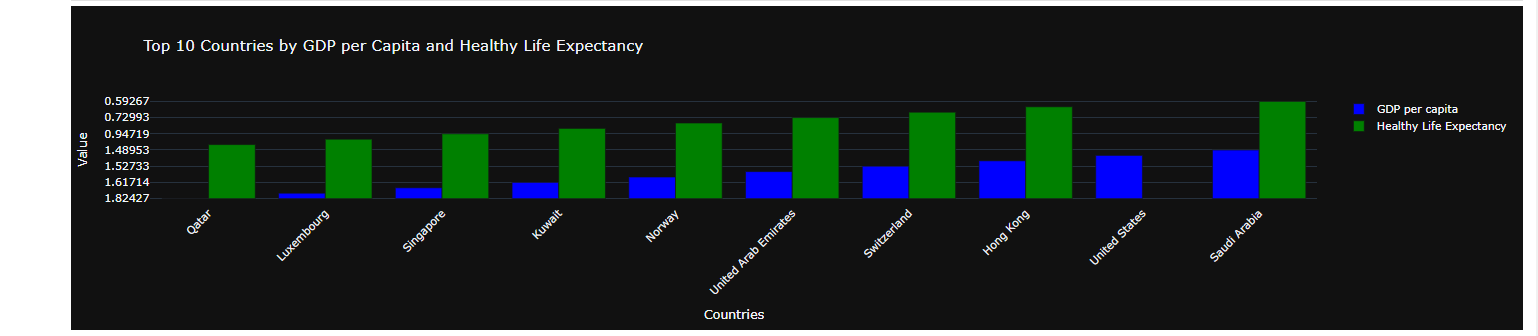 Top 10 Countries by GDP per Capita and Healthy Life Expectancy
Value
0.59267
0.72993
0.94719
1.48953
1.52733
1.61714
1.82427
GDP per capita
Healthy Life Expectancy
Qatar
Luxembourg
Singapore
Kuwait
Norway
United Arab Emirates
Switzerland
Hong Kong
United States
Saudi Arabia
Countries